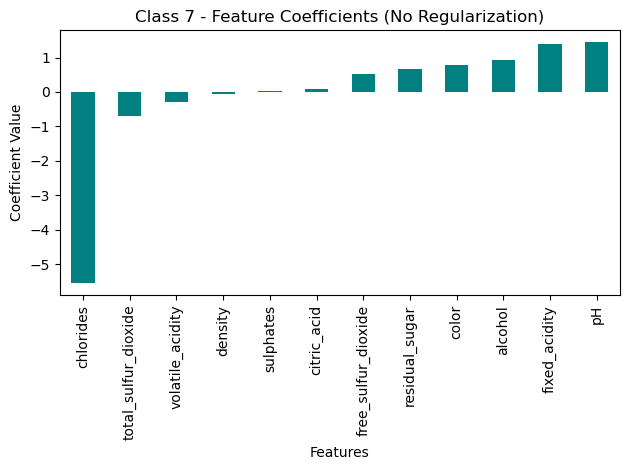 Class 7 - Feature Coefficients (No Regularization)
Coefficient Value
1
0
−1
−2
−3
−4
−5
chlorides
total_sulfur_dioxide
volatile_acidity
density
sulphates
citric_acid
free_sulfur_dioxide
residual_sugar
color
alcohol
fixed_acidity
pH
Features